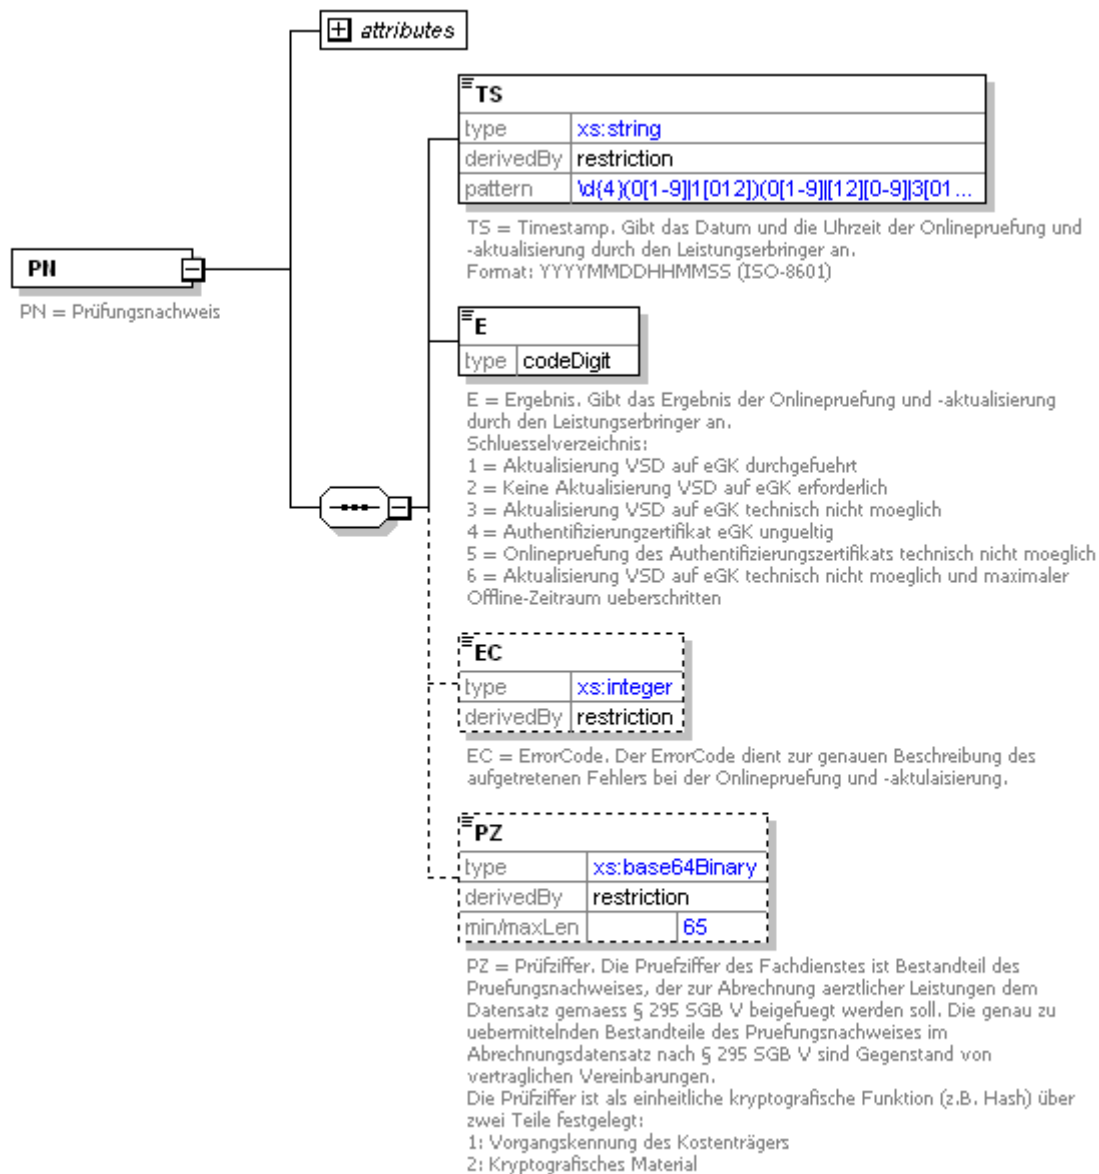 attributes
TS
type xs:string
derivedBy restriction
pattern \d{4}(0[1-9]|1[012])(0[1-9]|[12][0-9]|3[01...
TS = Timestamp. Gibt das Datum und die Uhrzeit der Onlinepruefung und
-aktualisierung durch den Leistungserbringer an.
Format: YYYYMMDDHHMMSS (ISO-8601)
PN
PN = Prüfungsnachweis
E
type codeDigit
E = Ergebnis. Gibt das Ergebnis der Onlinepruefung und -aktualisierung
durch den Leistungserbringer an.
Schluesselverzeichnis:
1 = Aktualisierung VSD auf eGK durchgefuehrt
2 = Keine Aktualisierung VSD auf eGK erforderlich
3 = Aktualisierung VSD auf eGK technisch nicht moeglich
4 = Authentifizierungzertifikat eGK ungueltig
5 = Onlinepruefung des Authentifizierungszertifikats technisch nicht moeglich
6 = Aktualisierung VSD auf eGK technisch nicht moeglich und maximaler
Offline-Zeitraum ueberschritten
EC
type xs:integer
derivedBy restriction
EC = ErrorCode. Der ErrorCode dient zur genauen Beschreibung des
aufgetretenen Fehlers bei der Onlinepruefung und -aktulaisierung.
PZ
type xs:base64Binary
derivedBy restriction
min/maxLen 65
PZ = Prüfziffer. Die Pruefziffer des Fachdienstes ist Bestandteil des
Pruefungsnachweises, der zur Abrechnung aerztlicher Leistungen dem
Datensatz gemaess § 295 SGB V beigefuegt werden soll. Die genau zu
uebermittelnden Bestandteile des Pruefungsnachweises im
Abrechnungsdatensatz nach § 295 SGB V sind Gegenstand von
vertraglichen Vereinbarungen.
Die Prüfziffer ist als einheitliche kryptografische Funktion (z.B. Hash) über
zwei Teile festgelegt:
1: Vorgangskennung des Kostenträgers
2: Kryptografisches Material